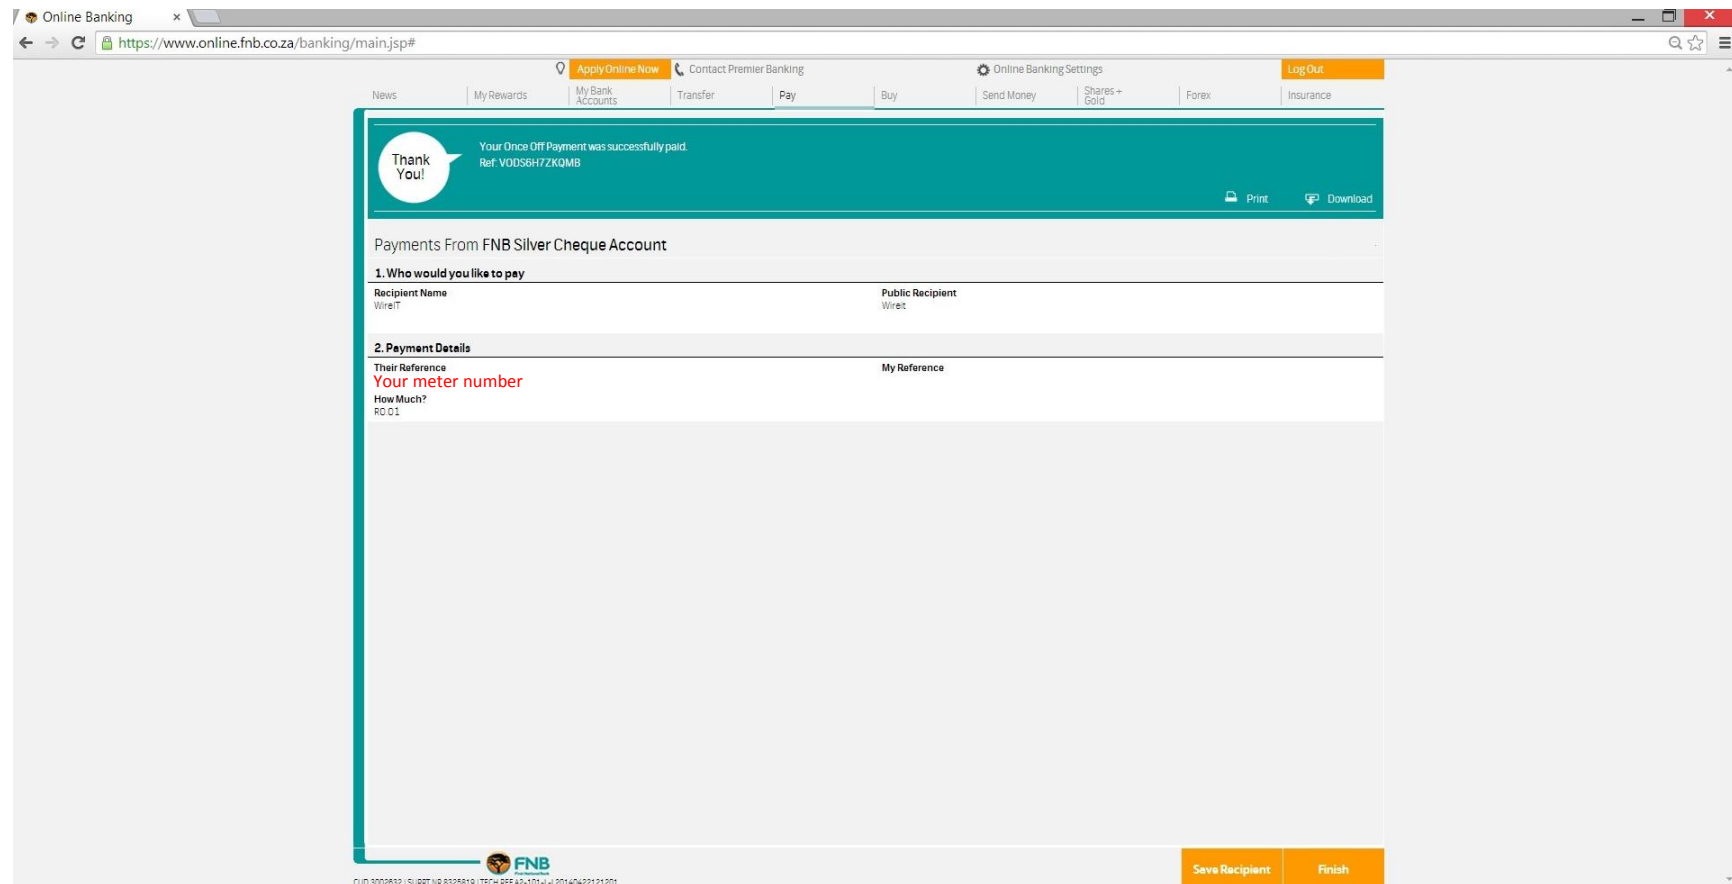 Online Banking
https://www.online.fnb.co.za/banking/main.jsp#
Apply Online Now Contact Premier Banking Online Banking Settings Log Out
News My Rewards My Bank Accounts Transfer Pay Buy Send Money Shares + Gold Forex Insurance
Thank
You!
Your Once Off Payment was successfully paid.
Ref: VODS6H7ZKQMB
Print Download
Payments From FNB Silver Cheque Account
1. Who would you like to pay
Recipient Name Public Recipient
WireIT Wireit
2. Payment Details
Their Reference My Reference
Your meter number
How Much?
R0.01
FNB
First National Bank
Save Recipient Finish